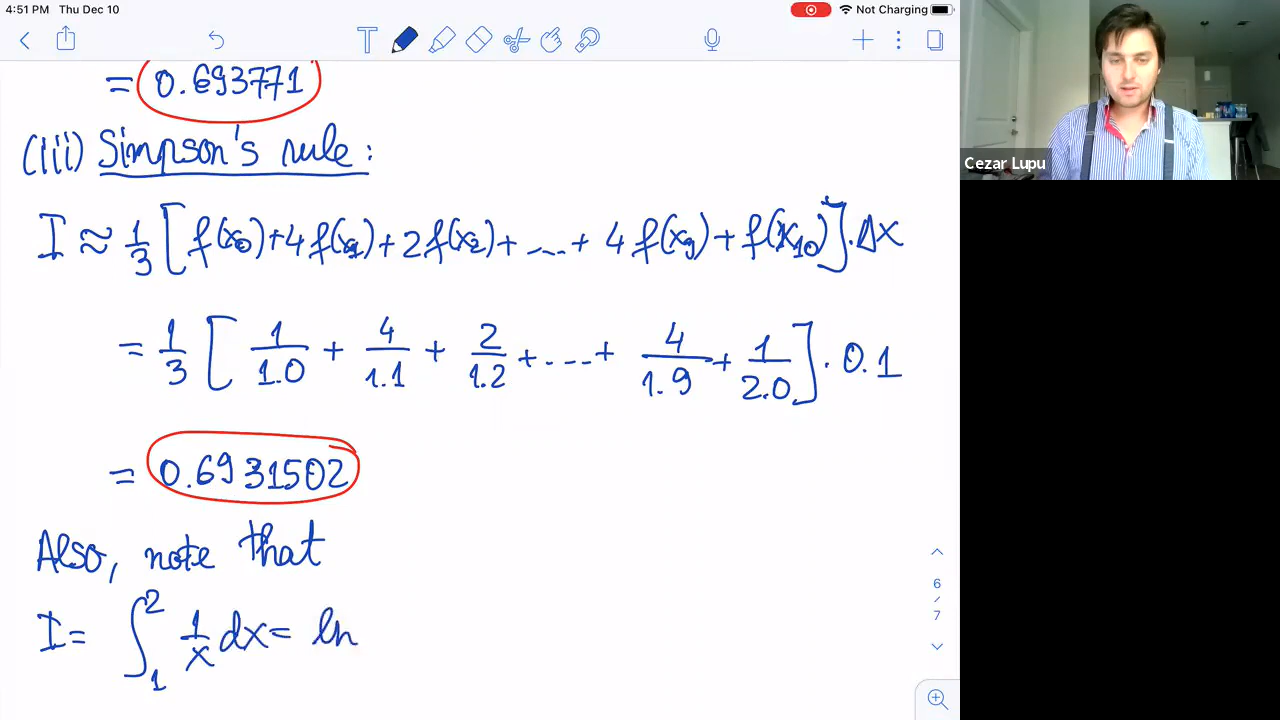 4:51 PM Thu Dec 10
Not Charging
= 0.693771
(iii) Simpson's rule:
I ≈ 1/3 [f(x0)+4f(x1)+2f(x2)+....+ 4f(x9)+f(x10)]·Δx
= 1/3 [1/1.0 + 4/1.1 + 2/1.2 +....+ 4/1.9 + 1/2.0]·0.1
= 0.6931502
Also, note that
I = ∫_1^2 1/x dx = ln
6
/
7
Cezar Lupu